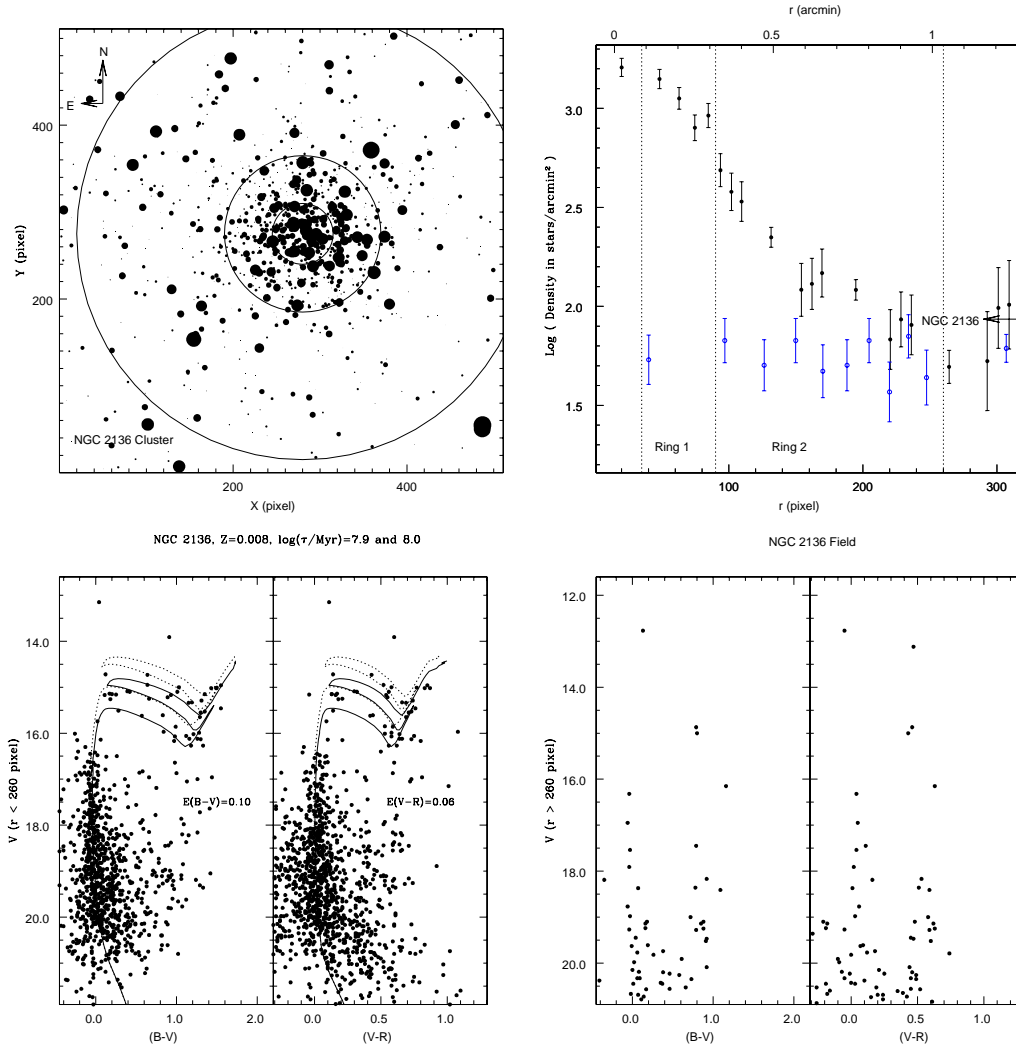 r (arcmin)
0 0.5 1
N
E
400
200
Y (pixel)
NGC 2136 Cluster
200 400
X (pixel)
3.0
2.5
2.0
1.5
Log ( Density in stars/arcmin² )
NGC 2136
Ring 1 Ring 2
100 200 300
r (pixel)
NGC 2136, Z=0.008, log(τ/Myr)=7.9 and 8.0
NGC 2136 Field
14.0
16.0
18.0
20.0
V (r < 260 pixel)
E(B-V)=0.10
E(V-R)=0.06
0.0 1.0 2.0
(B-V)
0.0 0.5 1.0
(V-R)
12.0
14.0
16.0
18.0
20.0
V (r > 260 pixel)
0.0 1.0 2.0
(B-V)
0.0 0.5 1.0
(V-R)